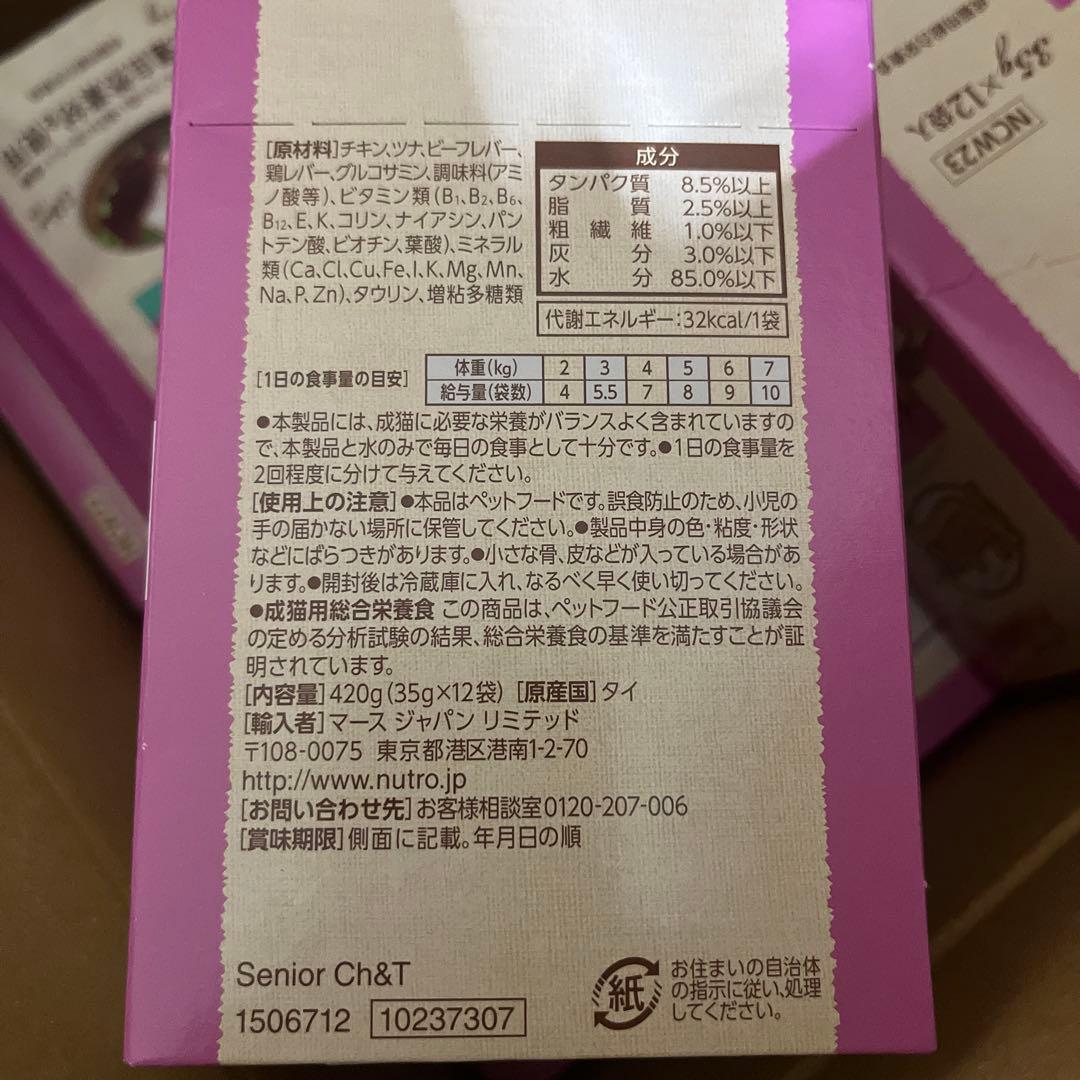 [原材料]チキン、ツナ、ビーフレバー、
鶏レバー、グルコサミン、調味料(アミ
ノ酸等)、ビタミン類(B1、B2、B6、
B12、E、K、コリン、ナイアシン、パン
トテン酸、ビオチン、葉酸)、ミネラル
類(Ca、Cl、Cu、Fe、I、K、Mg、Mn、
Na、P、Zn)、タウリン、増粘多糖類
成分
タンパク質 8.5%以上
脂質 2.5%以上
粗繊維 1.0%以下
灰分 3.0%以下
水分 85.0%以下
代謝エネルギー:32kcal/1袋
[1日の食事量の目安]
体重(kg) 2 3 4 5 6 7
給与量(袋数) 4 5.5 7 8 9 10
●本製品には、成猫に必要な栄養がバランスよく含まれていますの
で、本製品と水のみで毎日の食事として十分です。●1日の食事量を
2回程度に分けて与えてください。
[使用上の注意]●本品はペットフードです。誤食防止のため、小児の
手の届かない場所に保管してください。●製品中身の色・粘度・形状
などにばらつきがあります。●小さな骨、皮などが入っている場合があ
ります。●開封後は冷蔵庫に入れ、なるべく早く使い切ってください。
●成猫用総合栄養食 この商品は、ペットフード公正取引協議会
の定める分析試験の結果、総合栄養食の基準を満たすことが証
明されています。
[内容量]420g(35g×12袋) [原産国]タイ
[輸入者]マース ジャパン リミテッド
〒108-0075 東京都港区港南1-2-70
http://www.nutro.jp
[お問い合わせ先]お客様相談室0120-207-006
[賞味期限]側面に記載。年月日の順
Senior Ch&T
1506712 10237307
紙
お住まいの自治体
の指示に従い、処理
してください。
35g×12袋入
NCW23